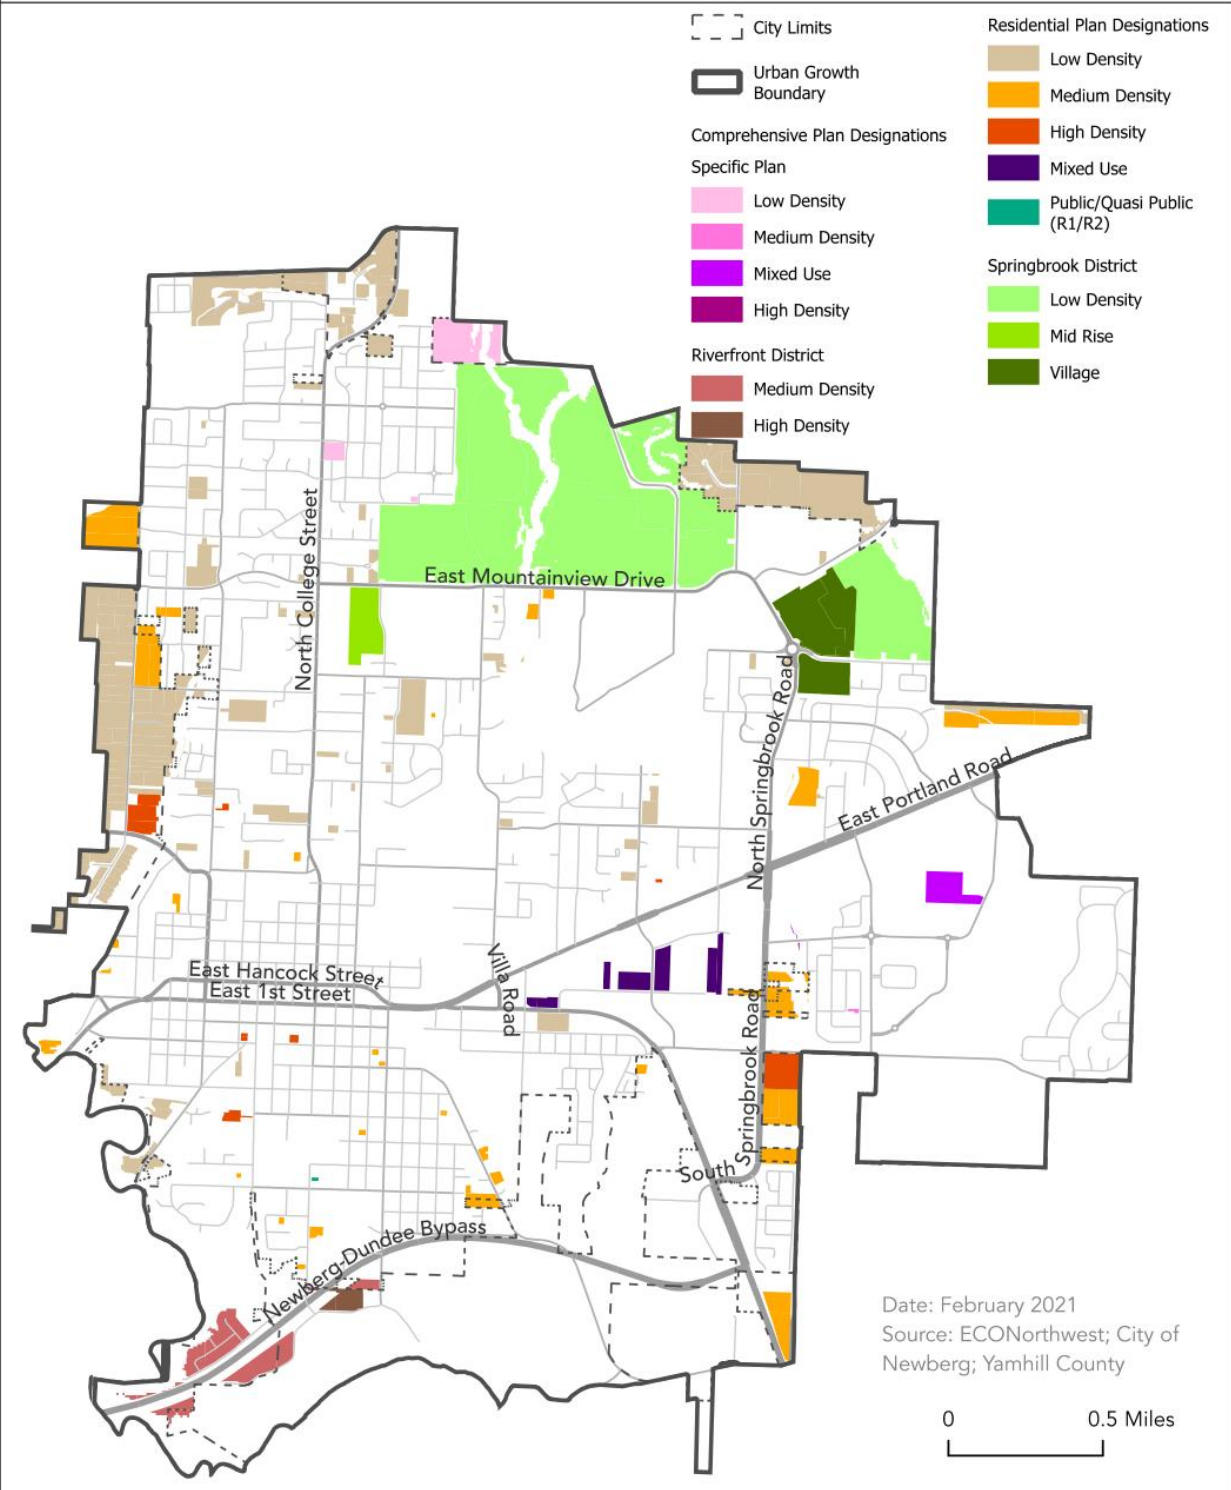 City Limits
Urban Growth
Boundary
Comprehensive Plan Designations
Specific Plan
Low Density
Medium Density
Mixed Use
High Density
Riverfront District
Medium Density
High Density
Residential Plan Designations
Low Density
Medium Density
High Density
Mixed Use
Public/Quasi Public
(R1/R2)
Springbrook District
Low Density
Mid Rise
Village
North College Street
East Mountainview Drive
North Springbrook Road
East Portland Road
Villa Road
East Hancock Street
East 1st Street
South Springbrook Road
Newberg-Dundee Bypass
Date: February 2021
Source: ECONorthwest; City of
Newberg; Yamhill County
0 0.5 Miles